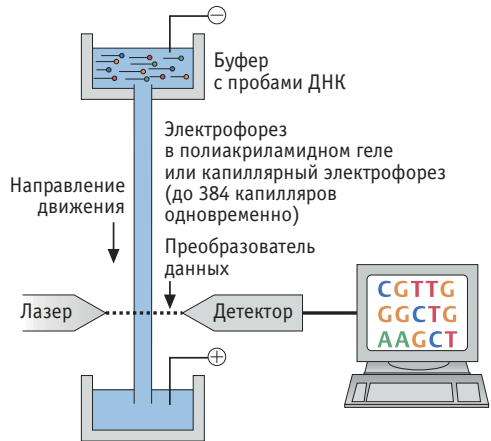 ⊖
Буфер
с пробами ДНК
Электрофорез
в полиакриламидном геле
или капиллярный электрофорез
(до 384 капилляров
одновременно)
Направление
движения
Преобразователь
данных
Лазер
Детектор
CGTTG
GGCTG
AAGCT
⊕